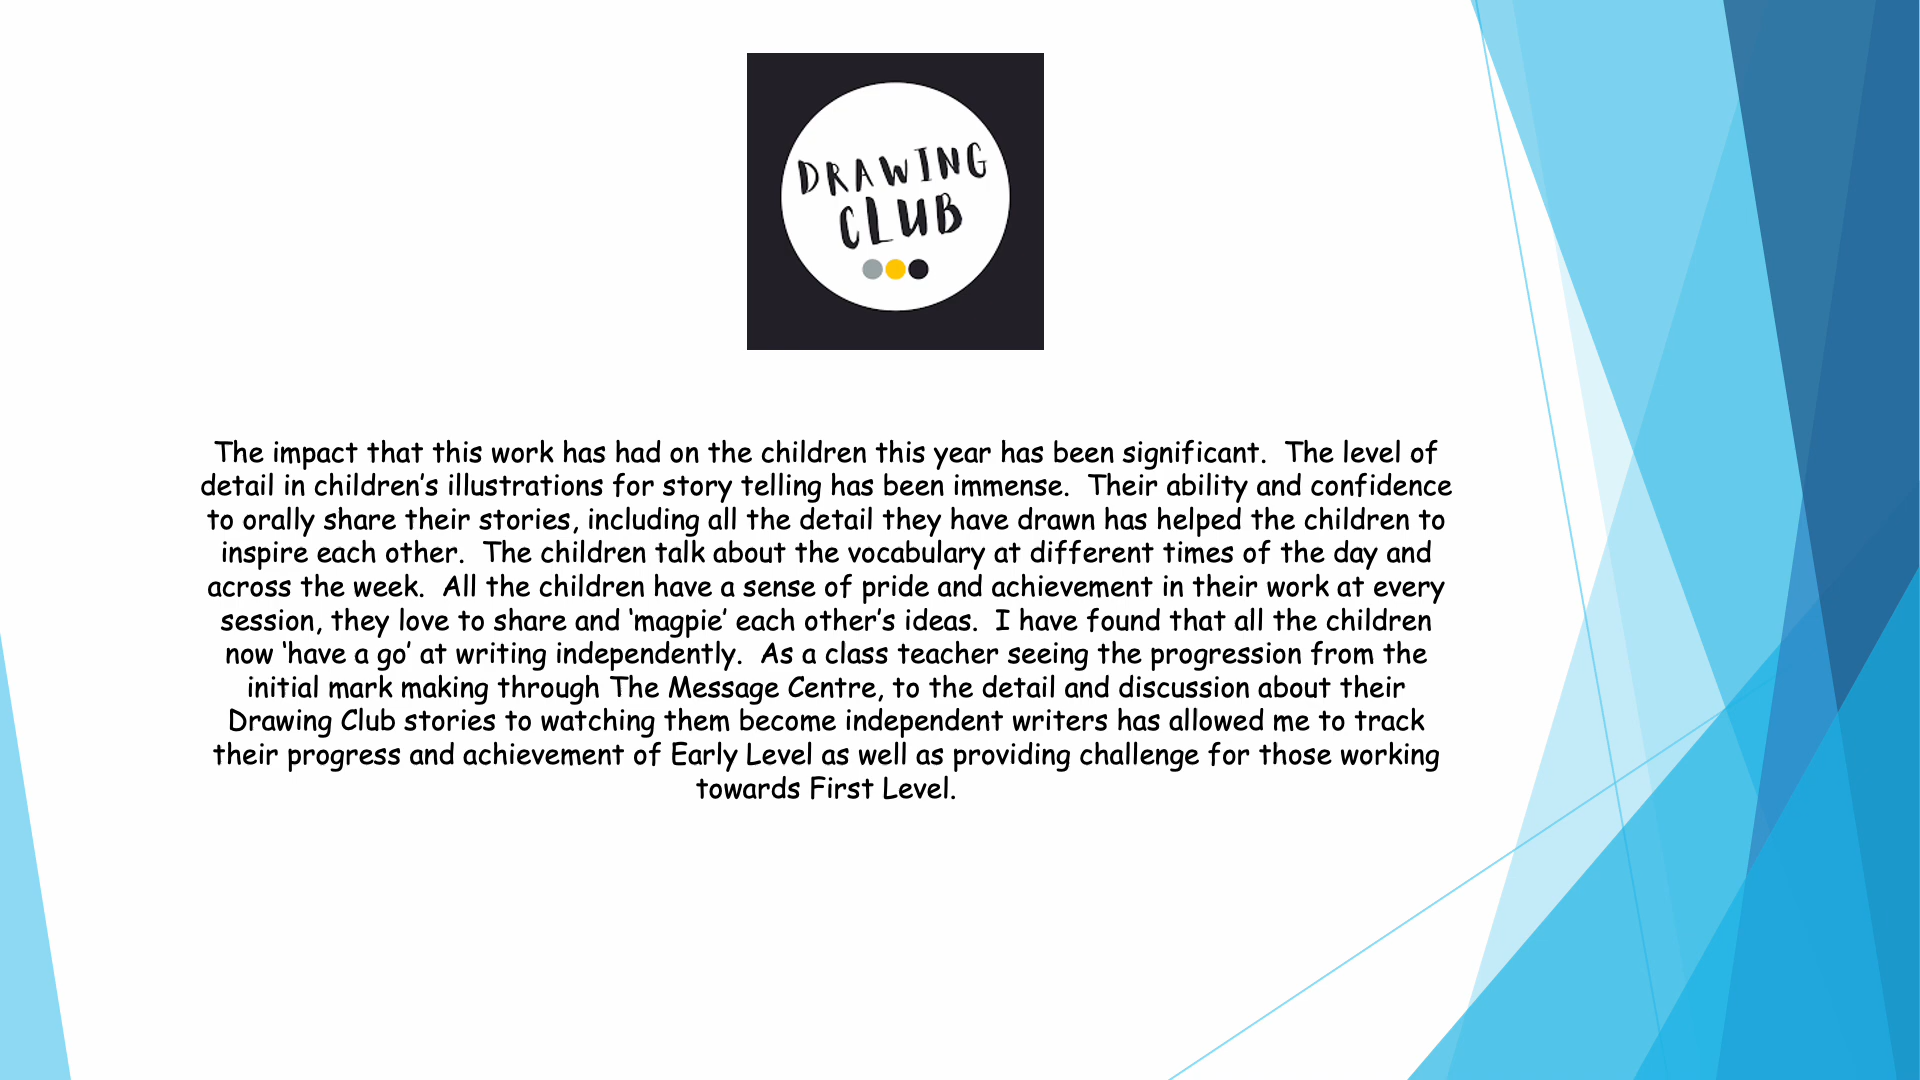 DRAWING
CLUB
The impact that this work has had on the children this year has been significant.  The level of
detail in children’s illustrations for story telling has been immense.  Their ability and confidence
to orally share their stories, including all the detail they have drawn has helped the children to
inspire each other.  The children talk about the vocabulary at different times of the day and
across the week.  All the children have a sense of pride and achievement in their work at every
session, they love to share and ‘magpie’ each other’s ideas.  I have found that all the children
now ‘have a go’ at writing independently.  As a class teacher seeing the progression from the
initial mark making through The Message Centre, to the detail and discussion about their
Drawing Club stories to watching them become independent writers has allowed me to track
their progress and achievement of Early Level as well as providing challenge for those working
towards First Level.